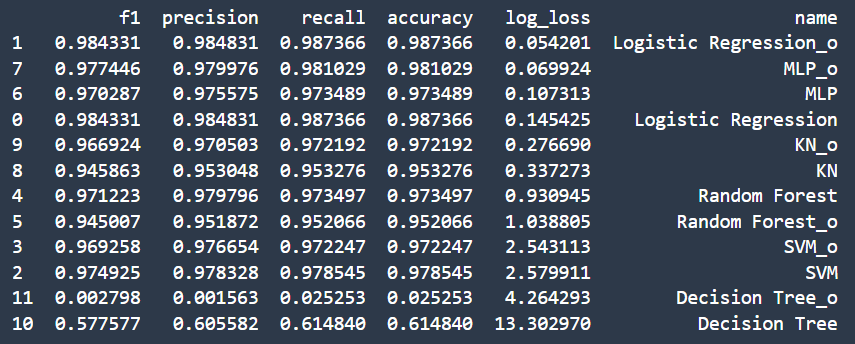 f1 precision recall accuracy log_loss name
1 0.984331 0.984831 0.987366 0.987366 0.054201 Logistic Regression_o
7 0.977446 0.979976 0.981029 0.981029 0.069924 MLP_o
6 0.970287 0.975575 0.973489 0.973489 0.107313 MLP
0 0.984331 0.984831 0.987366 0.987366 0.145425 Logistic Regression
9 0.966924 0.970503 0.972192 0.972192 0.276690 KN_o
8 0.945863 0.953048 0.953276 0.953276 0.337273 KN
4 0.971223 0.979796 0.973497 0.973497 0.930945 Random Forest
5 0.945007 0.951872 0.952066 0.952066 1.038805 Random Forest_o
3 0.969258 0.976654 0.972247 0.972247 2.543113 SVM_o
2 0.974925 0.978328 0.978545 0.978545 2.579911 SVM
11 0.002798 0.001563 0.025253 0.025253 4.264293 Decision Tree_o
10 0.577577 0.605582 0.614840 0.614840 13.302970 Decision Tree